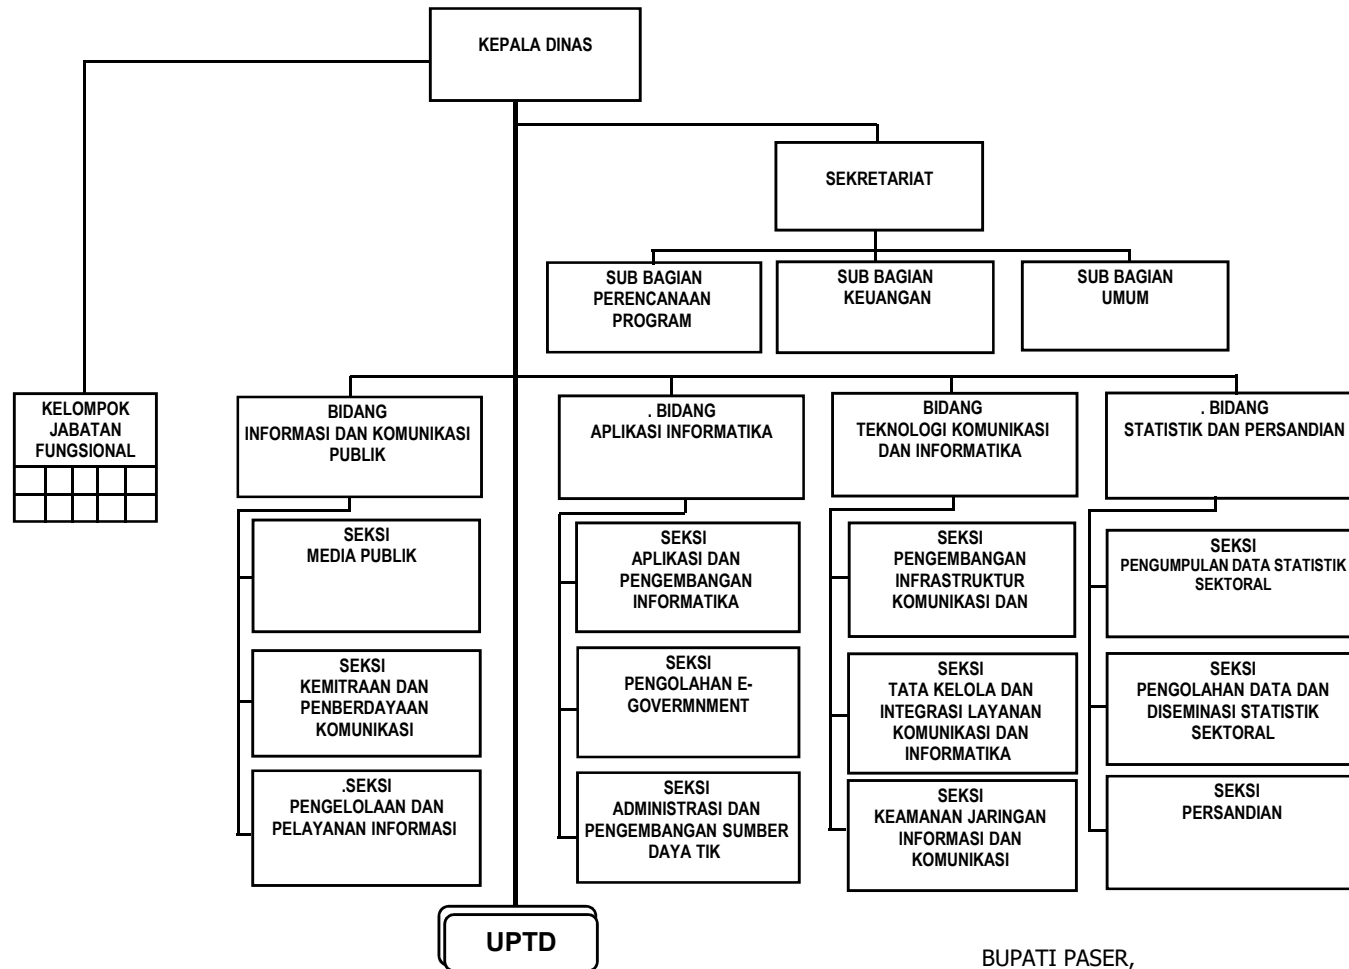 KEPALA DINAS
SEKRETARIAT
SUB BAGIAN
PERENCANAAN
PROGRAM
SUB BAGIAN
KEUANGAN
SUB BAGIAN
UMUM
KELOMPOK
JABATAN
FUNGSIONAL
BIDANG
INFORMASI DAN KOMUNIKASI
PUBLIK
. BIDANG
APLIKASI INFORMATIKA
BIDANG
TEKNOLOGI KOMUNIKASI
DAN INFORMATIKA
. BIDANG
STATISTIK DAN PERSANDIAN
SEKSI
MEDIA PUBLIK
SEKSI
APLIKASI DAN
PENGEMBANGAN
INFORMATIKA
SEKSI
PENGEMBANGAN
INFRASTRUKTUR
KOMUNIKASI DAN
SEKSI
PENGUMPULAN DATA STATISTIK
SEKTORAL
SEKSI
KEMITRAAN DAN
PENBERDAYAAN
KOMUNIKASI
SEKSI
PENGOLAHAN E-
GOVERMNMENT
SEKSI
TATA KELOLA DAN
INTEGRASI LAYANAN
KOMUNIKASI DAN
INFORMATIKA
SEKSI
PENGOLAHAN DATA DAN
DISEMINASI STATISTIK
SEKTORAL
.SEKSI
PENGELOLAAN DAN
PELAYANAN INFORMASI
SEKSI
ADMINISTRASI DAN
PENGEMBANGAN SUMBER
DAYA TIK
SEKSI
KEAMANAN JARINGAN
INFORMASI DAN
KOMUNIKASI
SEKSI
PERSANDIAN
UPTD
BUPATI PASER,